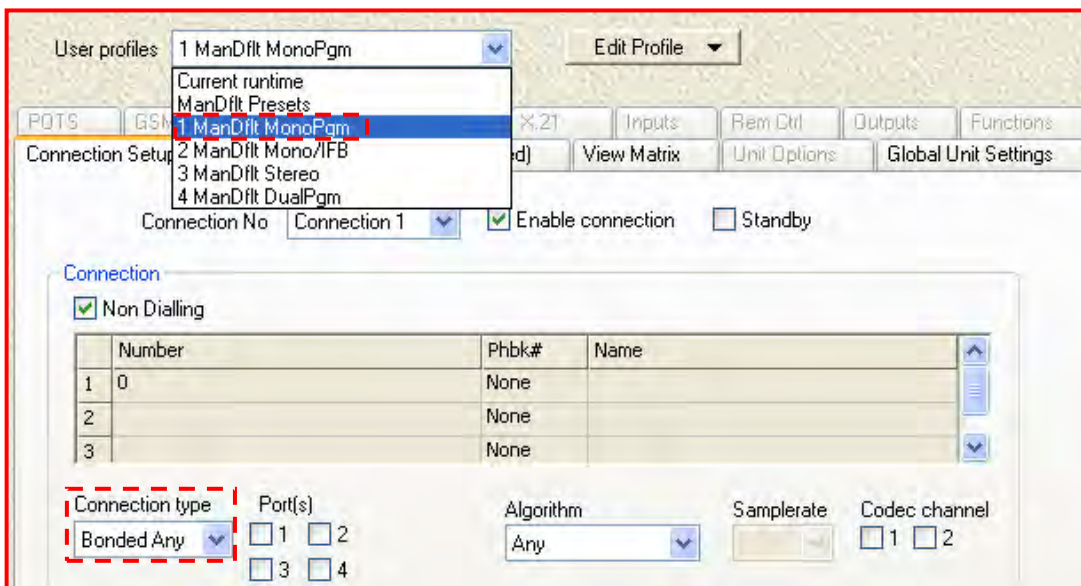 User profiles 1 ManDflt MonoPgm Edit Profile
Current runtime
ManDflt Presets
1 ManDflt MonoPgm
2 ManDflt Mono/IFB
3 ManDflt Stereo
4 ManDflt DualPgm
POTS GSM X.21 Inputs Rem Ctrl Outputs Functions
Connection Setup ed) View Matrix Unit Options Global Unit Settings
Connection No Connection 1 Enable connection Standby
Connection
Non Dialling
Number Phbk# Name
1 0 None
2 None
3 None
Connection type Port(s) Algorithm Samplerate Codec channel
Bonded Any 1 2 Any 1 2
3 4